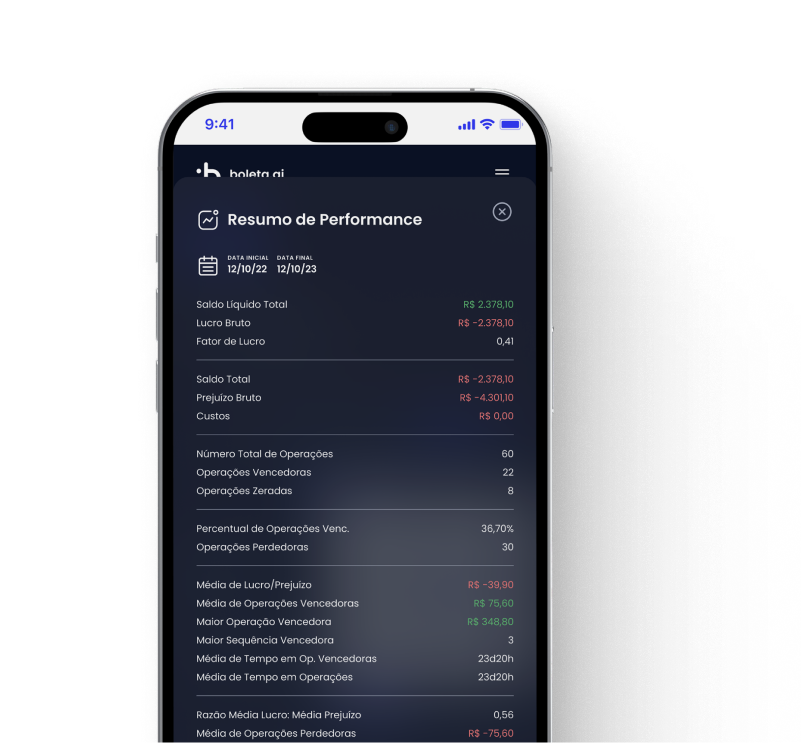 9:41
boleta.ai
Resumo de Performance
DATA INICIAL DATA FINAL
12/10/22 12/10/23
Saldo Líquido Total R$ 2.378,10
Lucro Bruto R$ -2.378,10
Fator de Lucro 0,41
Saldo Total R$ -2.378,10
Prejuízo Bruto R$ -4.301,10
Custos R$ 0,00
Número Total de Operações 60
Operações Vencedoras 22
Operações Zeradas 8
Percentual de Operações Venc. 36,70%
Operações Perdedoras 30
Média de Lucro/Prejuízo R$ -39,90
Média de Operações Vencedoras R$ 75,60
Maior Operação Vencedora R$ 348,80
Maior Sequência Vencedora 3
Média de Tempo em Op. Vencedoras 23d20h
Média de Tempo em Operações 23d20h
Razão Média Lucro: Média Prejuízo 0,56
Média de Operações Perdedoras R$ -75,60